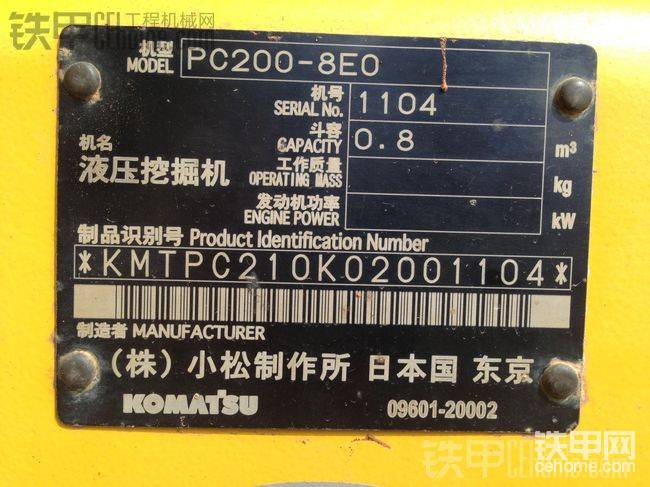 铁甲工程机械网
cehome.com
机型 MODEL PC200-8E0
机号 SERIAL No. 1104
斗容 CAPACITY 0.8 m³
机名
液压挖掘机
工作质量 OPERATING MASS kg
发动机功率 ENGINE POWER kW
制品识别号 Product Identification Number
*KMTPC210K02001104*
制造者 MANUFACTURER
(株)小松制作所 日本国 东京
KOMATSU 09601-20002
铁甲网
cehome.com